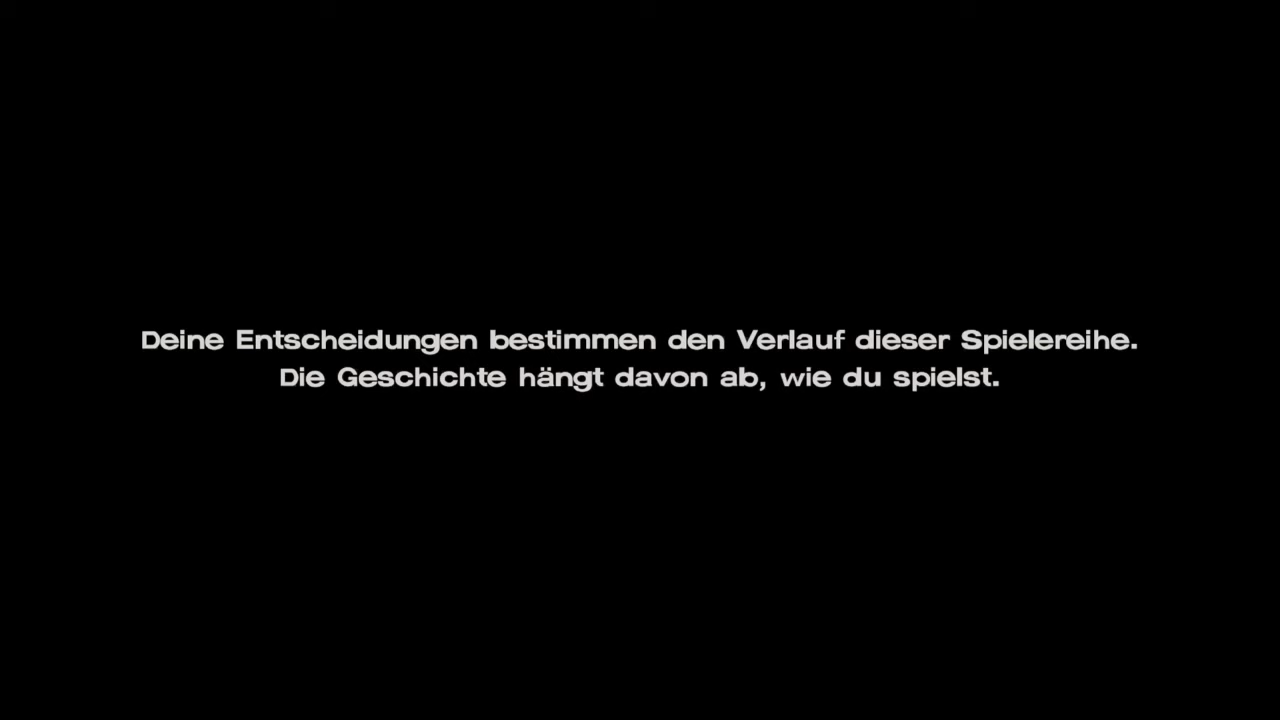 Deine Entscheidungen bestimmen den Verlauf dieser Spielereihe.
Die Geschichte hängt davon ab, wie du spielst.